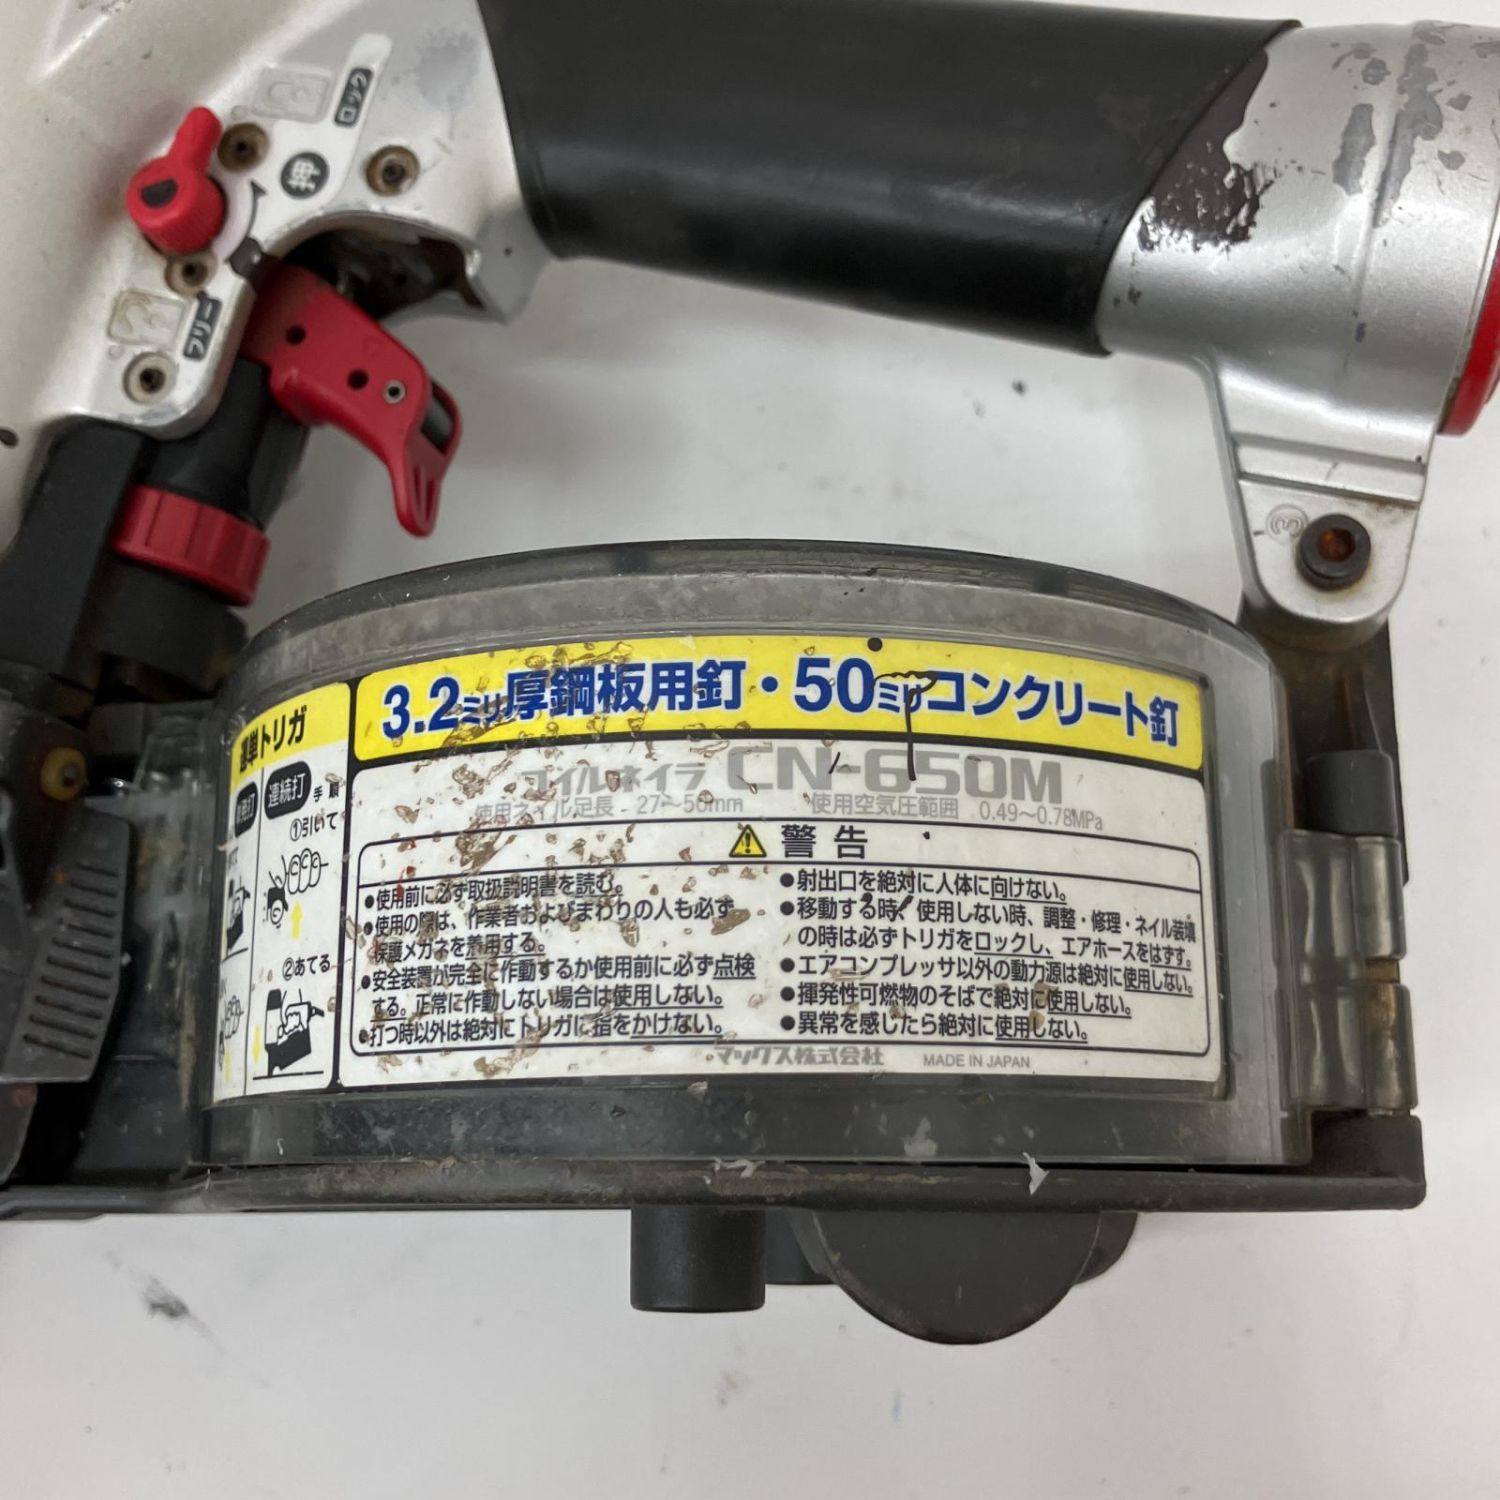 ロック
押
フリー
3
3.2ミリ厚鋼板用釘・50ミリコンクリート釘
コイルネイラ CN-650M
使用ネイル足長 27～50mm 使用空気圧範囲 0.49～0.78MPa
警告
●使用前に必ず取扱説明書を読む。
●使用の際は、作業者およびまわりの人も必ず
保護メガネを着用する。
●安全装置が完全に作動するか使用前に必ず点検
する。正常に作動しない場合は使用しない。
●打つ時以外は絶対にトリガに指をかけない。
●射出口を絶対に人体に向けない。
●移動する時、使用しない時、調整・修理・ネイル装填
の時は必ずトリガをロックし、エアホースをはずす。
●エアコンプレッサ以外の動力源は絶対に使用しない。
●揮発性可燃物のそばで絶対に使用しない。
●異常を感じたら絶対に使用しない。
マックス株式会社 MADE IN JAPAN
簡単トリガ
連続打
手順
①引いて
②あてる